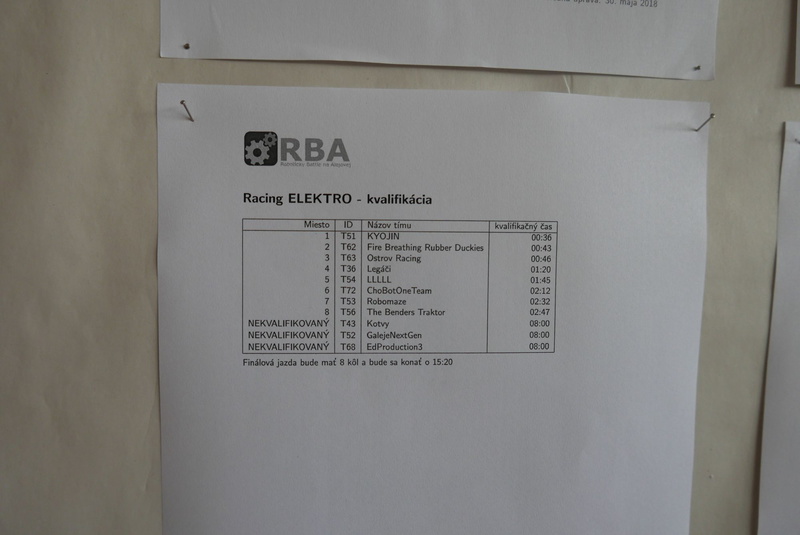 úprava: 30. mája 2018
RBA
Racing ELEKTRO - kvalifikácia
Miesto ID Názov tímu kvalifikačný čas
1 T51 KYOJIN 00:36
2 T62 Fire Breathing Rubber Duckies 00:43
3 T63 Ostrov Racing 00:46
4 T36 Legáči 01:20
5 T54 LLLLL 01:45
6 T72 ChoBotOneTeam 02:12
7 T53 Robomaze 02:32
8 T56 The Benders Traktor 02:47
NEKVALIFIKOVANÝ T43 Kotvy 08:00
NEKVALIFIKOVANÝ T52 GalejeNextGen 08:00
NEKVALIFIKOVANÝ T68 EdProduction3 08:00
Finálová jazda bude mať 8 kôl a bude sa konať o 15:20